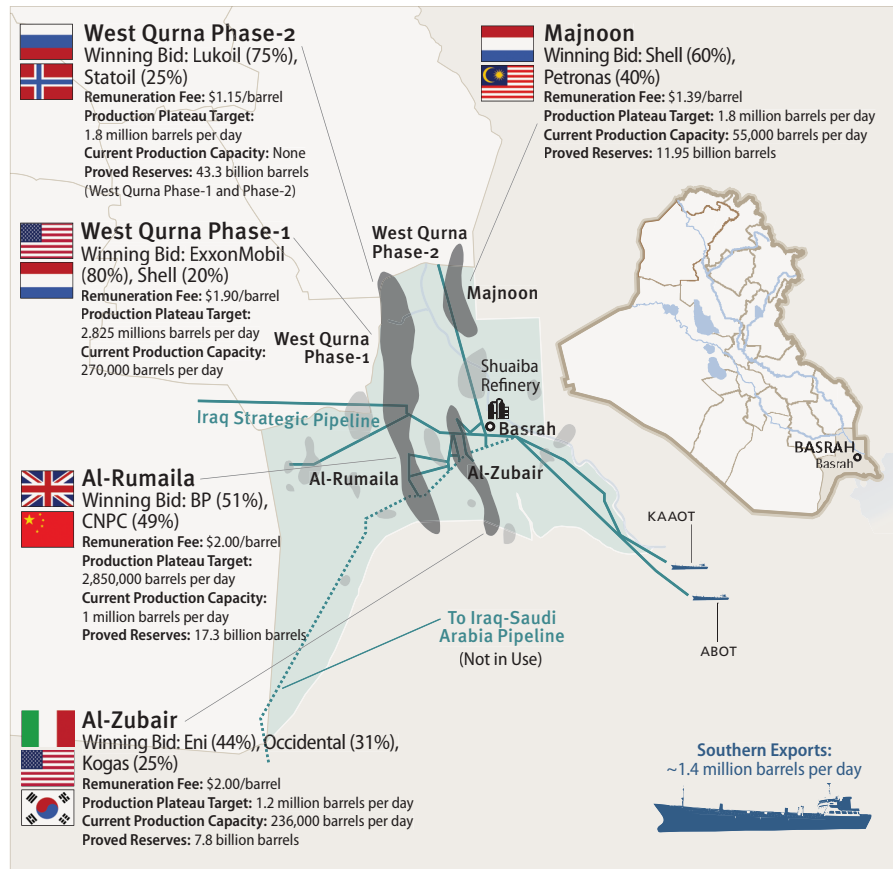 West Qurna Phase-2
Winning Bid: Lukoil (75%),
Statoil (25%)
Remuneration Fee: $1.15/barrel
Production Plateau Target:
1.8 million barrels per day
Current Production Capacity: None
Proved Reserves: 43.3 billion barrels
(West Qurna Phase-1 and Phase-2)
Majnoon
Winning Bid: Shell (60%),
Petronas (40%)
Remuneration Fee: $1.39/barrel
Production Plateau Target: 1.8 million barrels per day
Current Production Capacity: 55,000 barrels per day
Proved Reserves: 11.95 billion barrels
West Qurna Phase-1
Winning Bid: ExxonMobil
(80%), Shell (20%)
Remuneration Fee: $1.90/barrel
Production Plateau Target:
2.825 millions barrels per day
Current Production Capacity:
270,000 barrels per day
West Qurna
Phase-2
Majnoon
West Qurna
Phase-1
Shuaiba
Refinery
Iraq Strategic Pipeline
Basrah
Al-Rumaila
Al-Zubair
BASRAH
Basrah
KAAOT
ABOT
Al-Rumaila
Winning Bid: BP (51%),
CNPC (49%)
Remuneration Fee: $2.00/barrel
Production Plateau Target:
2,850,000 barrels per day
Current Production Capacity:
1 million barrels per day
Proved Reserves: 17.3 billion barrels
To Iraq-Saudi
Arabia Pipeline
(Not in Use)
Al-Zubair
Winning Bid: Eni (44%), Occidental (31%),
Kogas (25%)
Remuneration Fee: $2.00/barrel
Production Plateau Target: 1.2 million barrels per day
Current Production Capacity: 236,000 barrels per day
Proved Reserves: 7.8 billion barrels
Southern Exports:
~1.4 million barrels per day